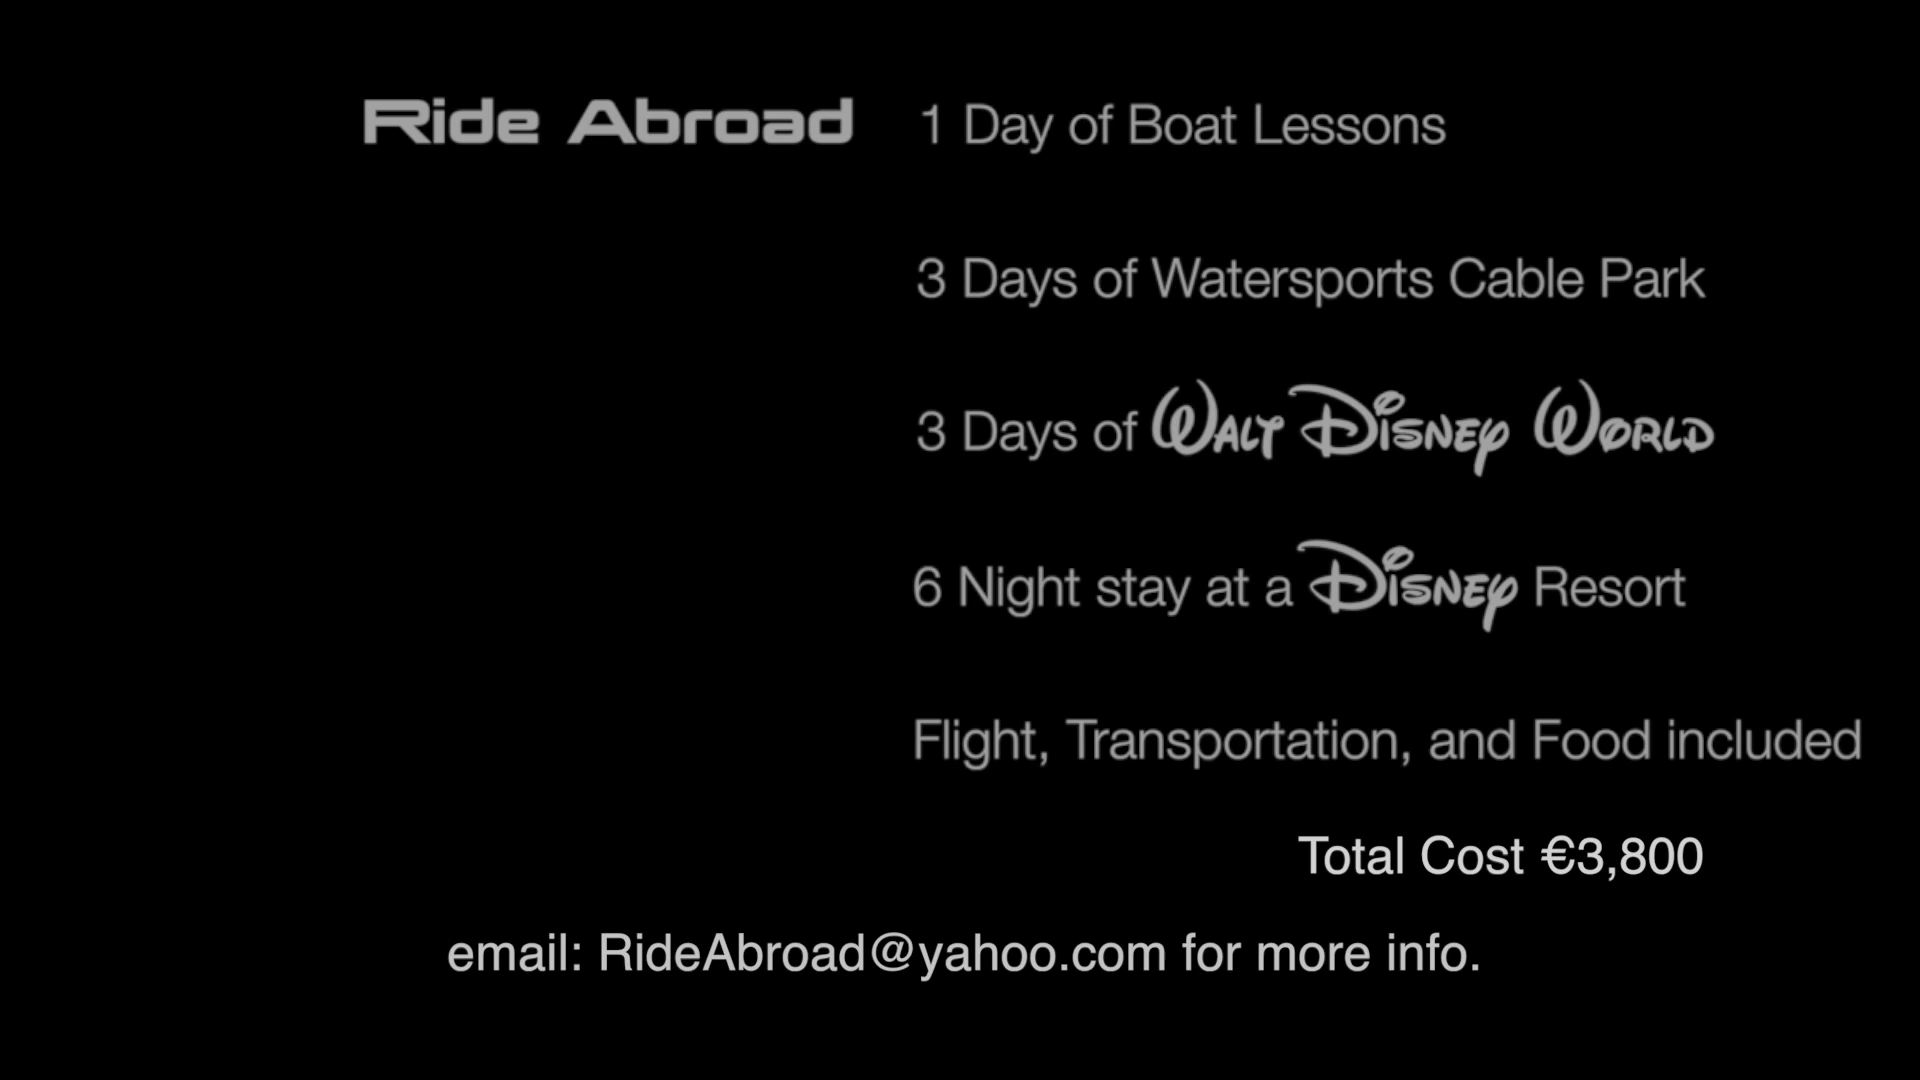 Ride Abroad 1 Day of Boat Lessons
3 Days of Watersports Cable Park
3 Days of Walt Disney World
6 Night stay at a Disney Resort
Flight, Transportation, and Food included
Total Cost €3,800
email: RideAbroad@yahoo.com for more info.